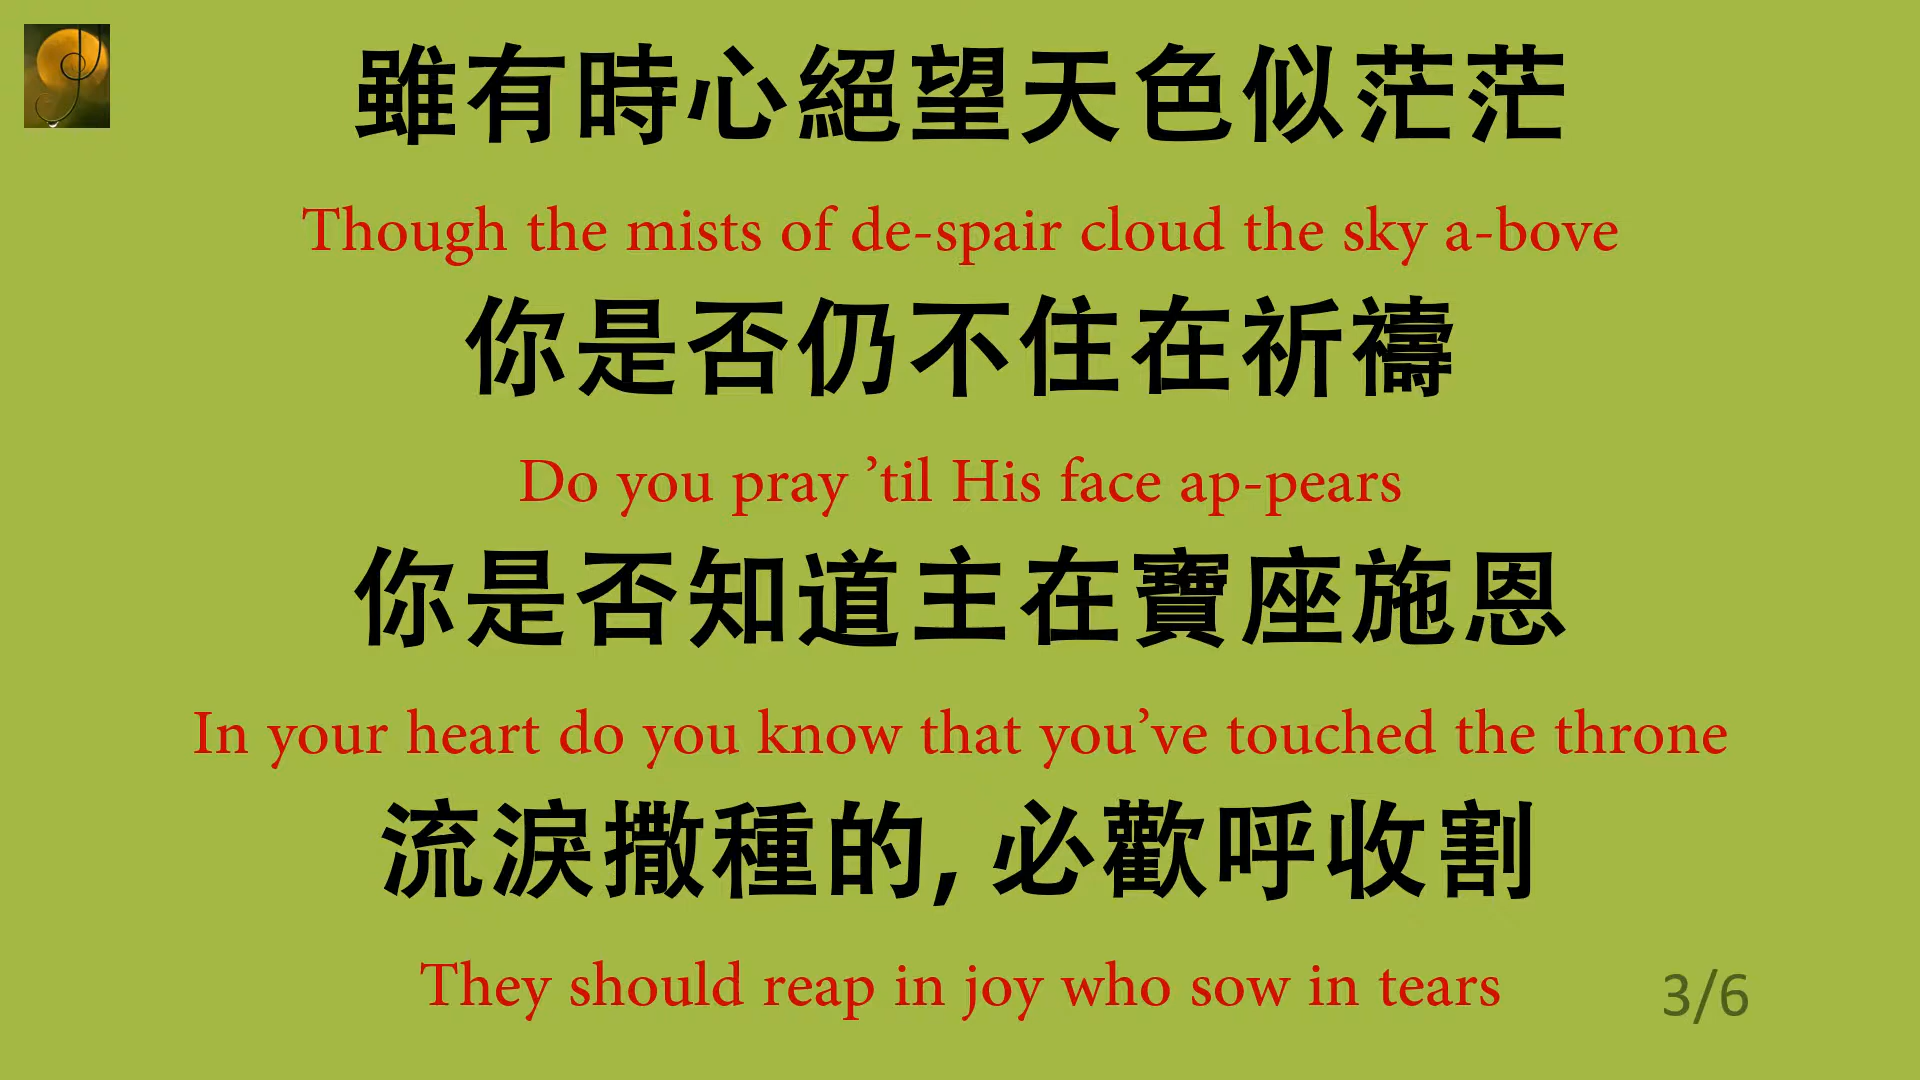 雖有時心絕望天色似茫茫
Though the mists of de-spair cloud the sky a-bove
你是否仍不住在祈禱
Do you pray ’til His face ap-pears
你是否知道主在寶座施恩
In your heart do you know that you’ve touched the throne
流淚撒種的, 必歡呼收割
They should reap in joy who sow in tears
3/6